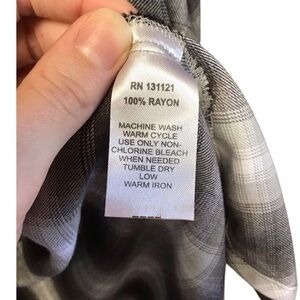 RN 131121
100% RAYON
MACHINE WASH
WARM CYCLE
USE ONLY NON-
CHLORINE BLEACH
WHEN NEEDED
TUMBLE DRY
LOW
WARM IRON